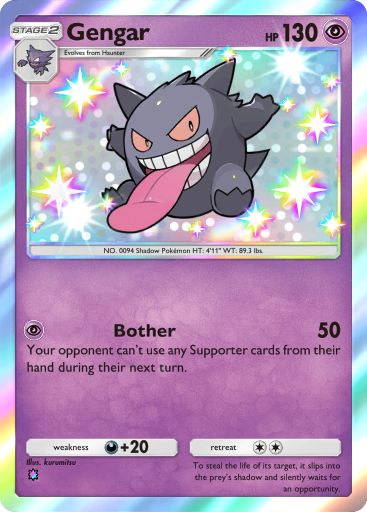 STAGE 2
Gengar
HP 130
Evolves from Haunter
NO. 0094 Shadow Pokémon HT: 4'11" WT: 89.3 lbs.
Bother 50
Your opponent can't use any Supporter cards from their
hand during their next turn.
weakness +20
retreat
Illus. kurumitsu
To steal the life of its target, it slips into
the prey's shadow and silently waits for
an opportunity.